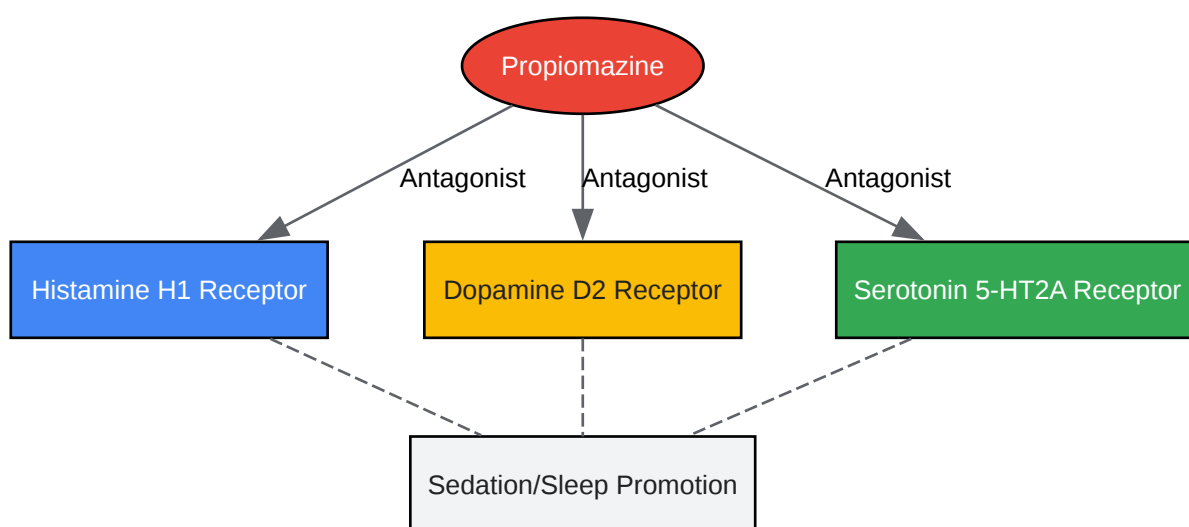 Propiomazine
Antagonist
Antagonist
Antagonist
Histamine H1 Receptor
Dopamine D2 Receptor
Serotonin 5-HT2A Receptor
Sedation/Sleep Promotion